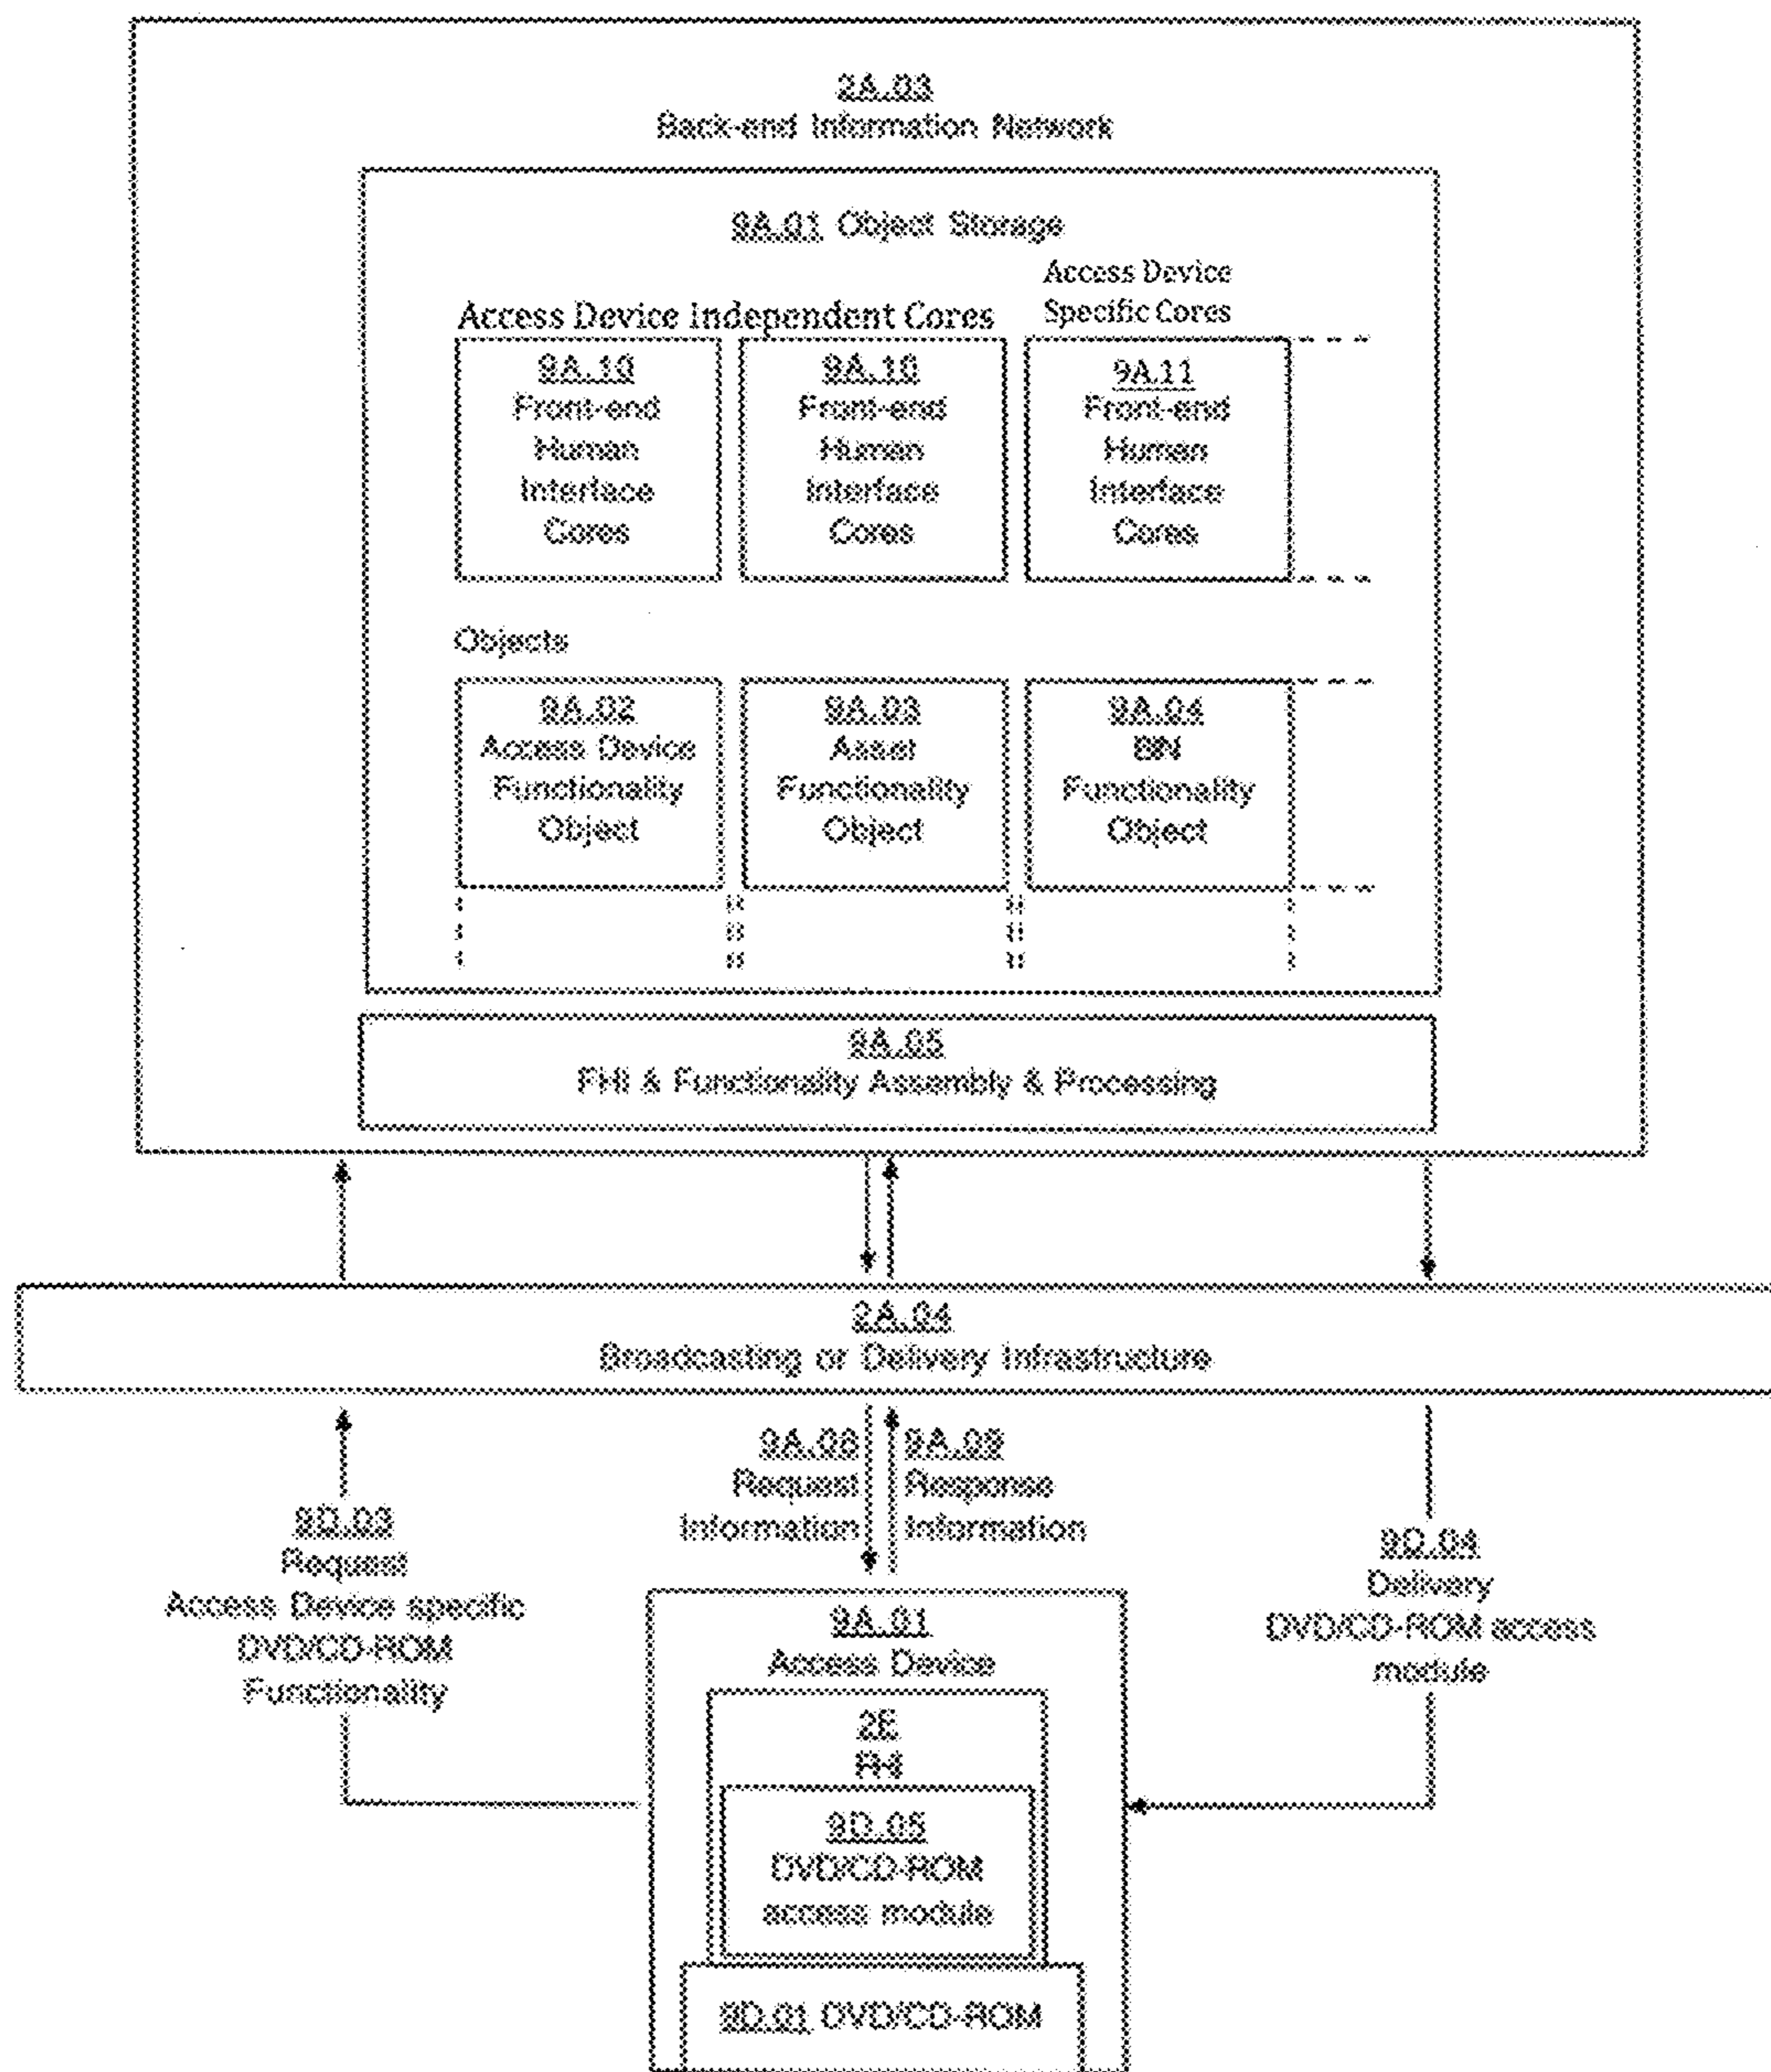 2A.03
Back-end Information Network
9A.01 Object Storage
Access Device
Specific Cores
Access Device Independent Cores
9A.10
Front-end
Human
Interface
Cores
9A.10
Front-end
Human
Interface
Cores
9A.11
Front-end
Human
Interface
Cores
Objects
9A.02
Access Device
Functionality
Object
9A.03
Asset
Functionality
Object
9A.04
BIN
Functionality
Object
9A.05
FHI & Functionality Assembly & Processing
2A.04
Broadcasting or Delivery Infrastructure
9A.08
Request
Information
9A.09
Response
Information
9D.03
Request
Access Device specific
DVD/CD-ROM
Functionality
9D.04
Delivery
DVD/CD-ROM access
module
9A.01
Access Device
2E
FHI
9D.05
DVD/CD-ROM
access module
9D.01 DVD/CD-ROM